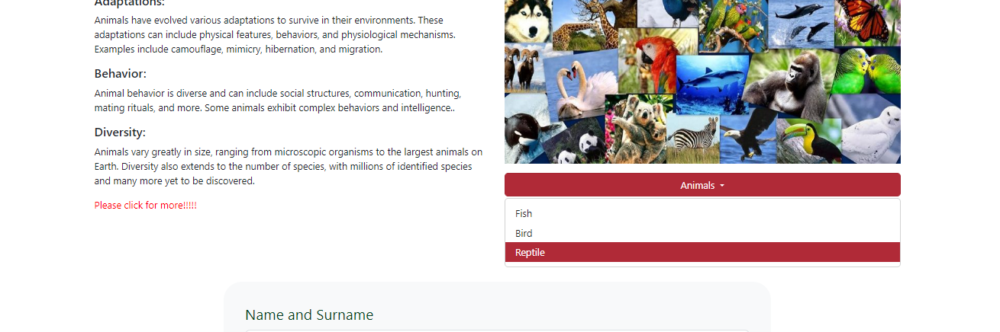 Adaptations:
Animals have evolved various adaptations to survive in their environments. These
adaptations can include physical features, behaviors, and physiological mechanisms.
Examples include camouflage, mimicry, hibernation, and migration.
Behavior:
Animal behavior is diverse and can include social structures, communication, hunting,
mating rituals, and more. Some animals exhibit complex behaviors and intelligence..
Diversity:
Animals vary greatly in size, ranging from microscopic organisms to the largest animals on
Earth. Diversity also extends to the number of species, with millions of identified species
and many more yet to be discovered.
Please click for more!!!!!
Animals
Fish
Bird
Reptile
Name and Surname